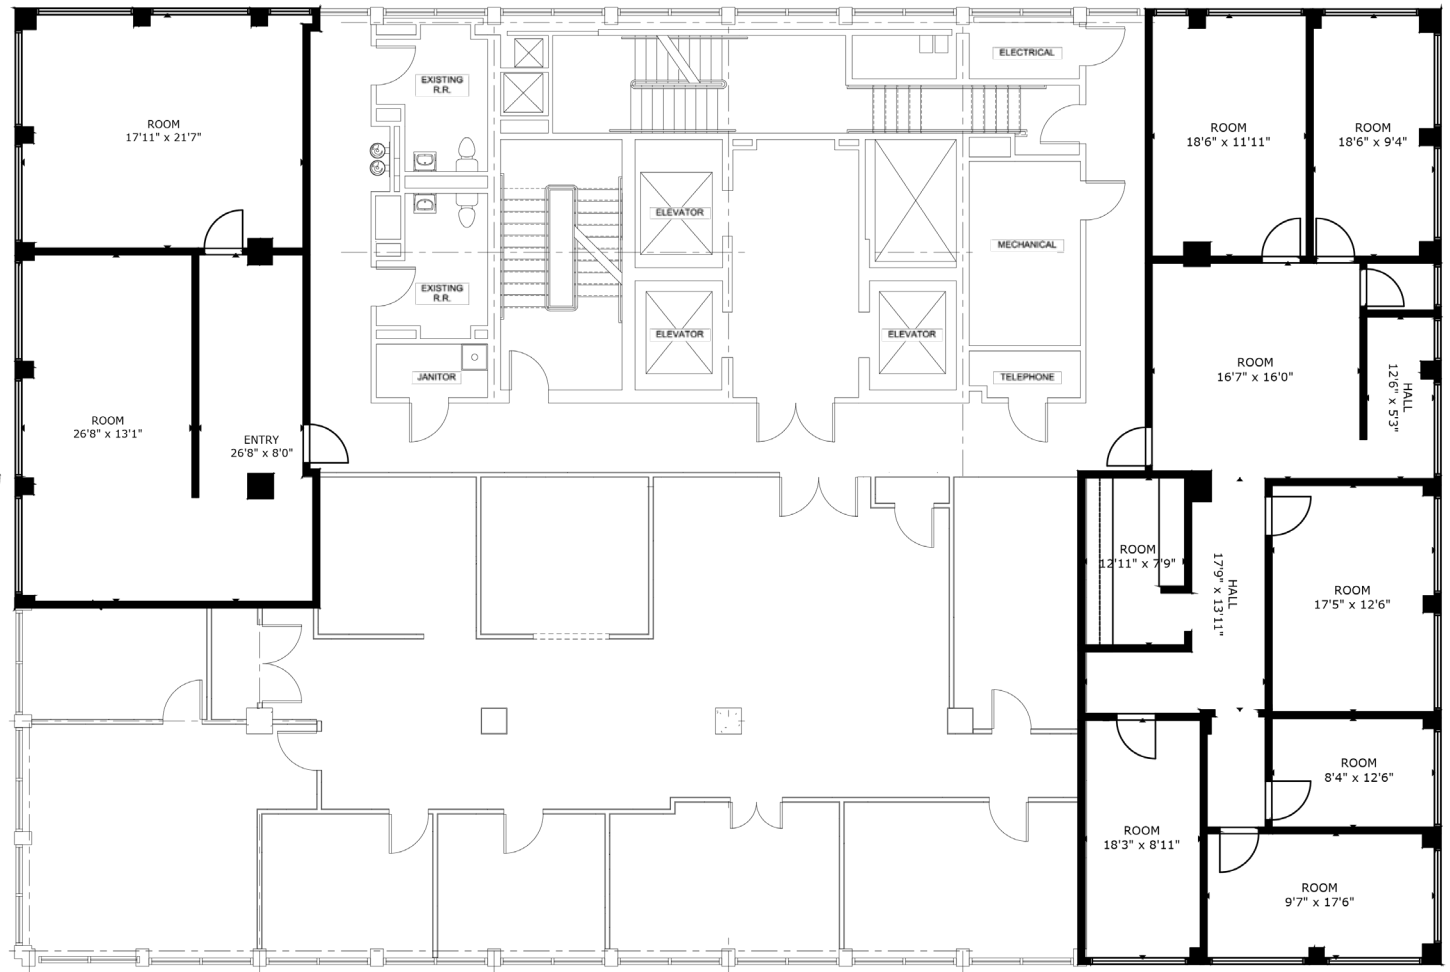 ELECTRICAL
EXISTING
R.R.
ROOM
17'11" x 21'7"
ROOM
18'6" x 11'11"
ROOM
18'6" x 9'4"
ELEVATOR
MECHANICAL
EXISTING
R.R.
ELEVATOR
ELEVATOR
JANITOR
TELEPHONE
ROOM
16'7" x 16'0"
HALL
12'6" x 5'3"
ROOM
26'8" x 13'1"
ENTRY
26'8" x 8'0"
ROOM
12'11" x 7'9"
HALL
17'9" x 13'11"
ROOM
17'5" x 12'6"
ROOM
8'4" x 12'6"
ROOM
18'3" x 8'11"
ROOM
9'7" x 17'6"